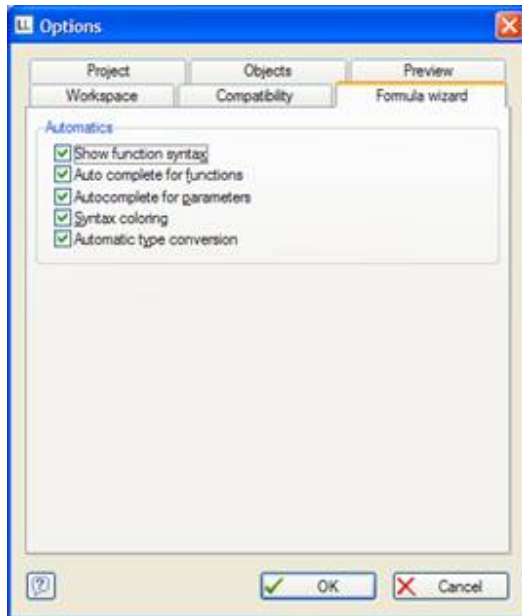 LL Options
Project Objects Preview
Workspace Compatibility Formula wizard
Automatics
Show function syntax
Auto complete for functions
Autocomplete for parameters
Syntax coloring
Automatic type conversion
? OK Cancel